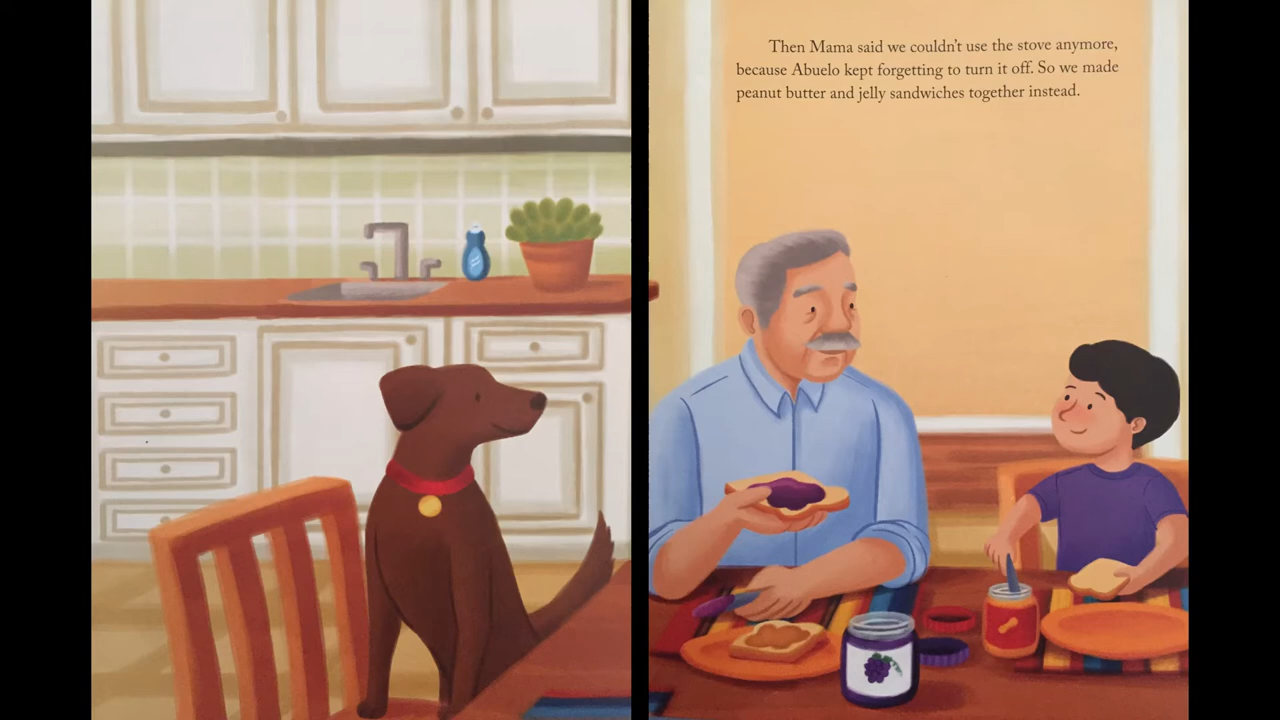 Then Mama said we couldn't use the stove anymore,
because Abuelo kept forgetting to turn it off. So we made
peanut butter and jelly sandwiches together instead.